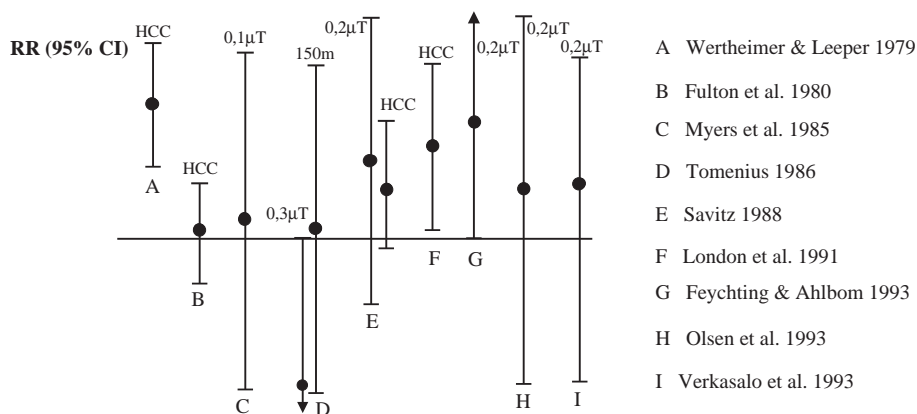 RR (95% CI)
HCC
A
HCC
B
0,1µT
C
0,3µT
150m
D
0,2µT
HCC
E
HCC
F
0,2µT
G
0,2µT
H
0,2µT
I
A Wertheimer & Leeper 1979
B Fulton et al. 1980
C Myers et al. 1985
D Tomenius 1986
E Savitz 1988
F London et al. 1991
G Feychting & Ahlbom 1993
H Olsen et al. 1993
I Verkasalo et al. 1993